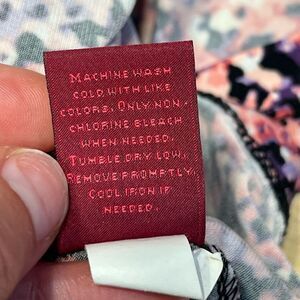 MACHINE WASH
COLD WITH LIKE
COLORS. ONLY NON-
CHLORINE BLEACH
WHEN NEEDED.
TUMBLE DRY LOW.
REMOVE PROMPTLY.
COOL IRON IF
NEEDED.